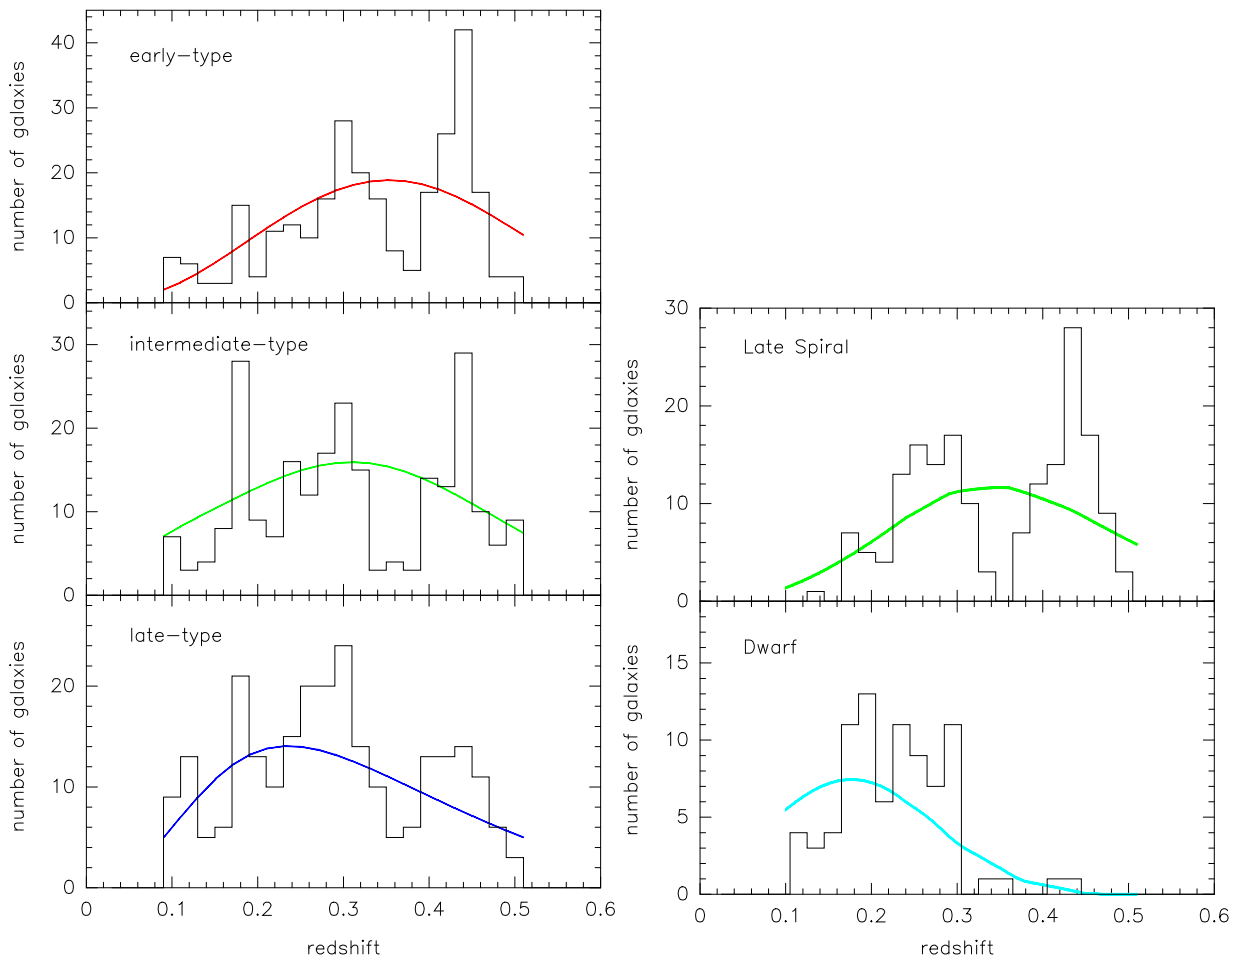 early-type
number of galaxies
40
30
20
10
0
intermediate-type
number of galaxies
30
20
10
0
late-type
number of galaxies
20
10
0
0 0.1 0.2 0.3 0.4 0.5 0.6
redshift
Late Spiral
number of galaxies
30
20
10
0
Dwarf
number of galaxies
15
10
5
0
0 0.1 0.2 0.3 0.4 0.5 0.6
redshift